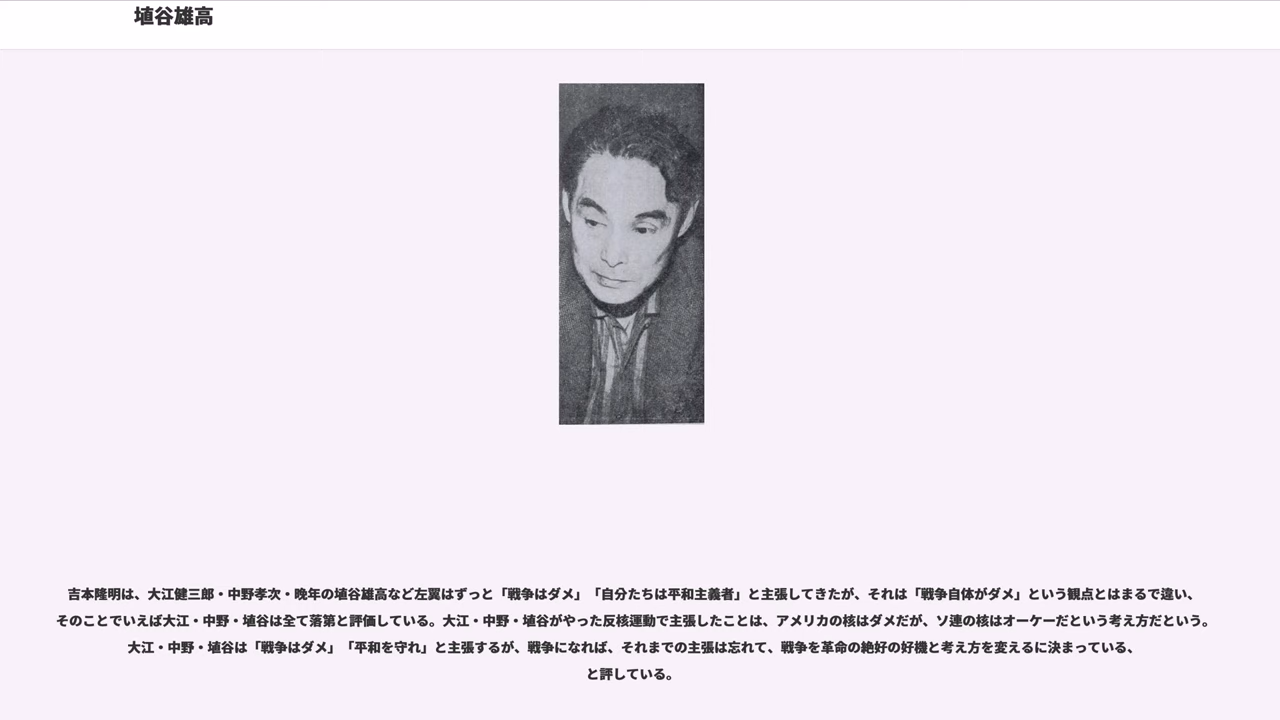 埴谷雄高
吉本隆明は、大江健三郎・中野孝次・晩年の埴谷雄高など左翼はずっと「戦争はダメ」「自分たちは平和主義者」と主張してきたが、それは「戦争自体がダメ」という観点とはまるで違い、
そのことでいえば大江・中野・埴谷は全て落第と評価している。大江・中野・埴谷がやった反核運動で主張したことは、アメリカの核はダメだが、ソ連の核はオーケーだという考え方だという。
大江・中野・埴谷は「戦争はダメ」「平和を守れ」と主張するが、戦争になれば、それまでの主張は忘れて、戦争を革命の絶好の好機と考え方を変えるに決まっている、
と評している。